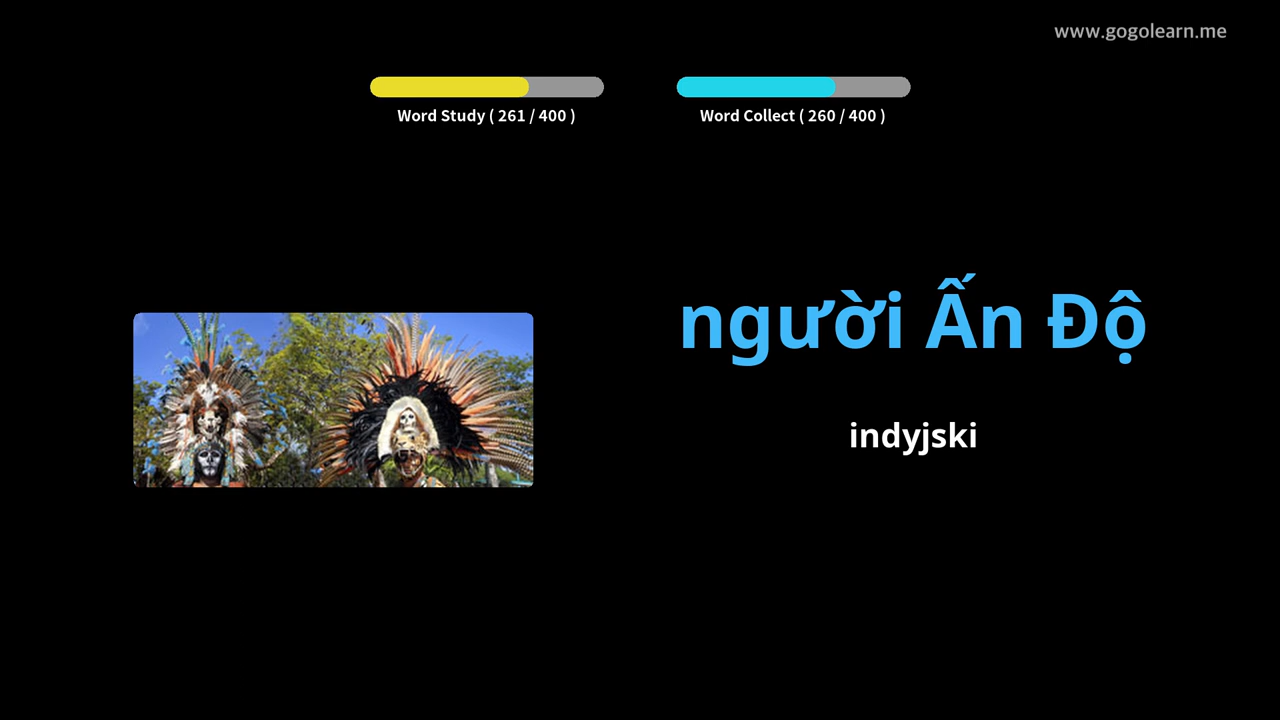 www.gogolearn.me
Word Study ( 261 / 400 )
Word Collect ( 260 / 400 )
người Ấn Độ
indyjski